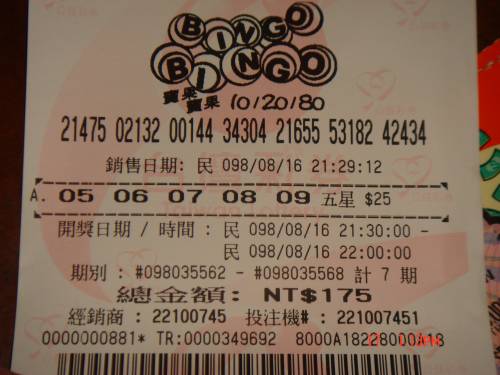 BINGO
BINGO
賓果
賓果 10/20/80
21475 02132 00144 34304 21655 53182 42434
銷售日期: 民 098/08/16 21:29:12
A. 05 06 07 08 09 五星 $25
開獎日期 / 時間 : 民 098/08/16 21:30:00 -
民 098/08/16 22:00:00
期別 : #098035562 - #098035568 計 7 期
總金額: NT$175
經銷商 : 22100745 投注機# : 221007451
0000000881* TR:0000349692 8000A18228000A18